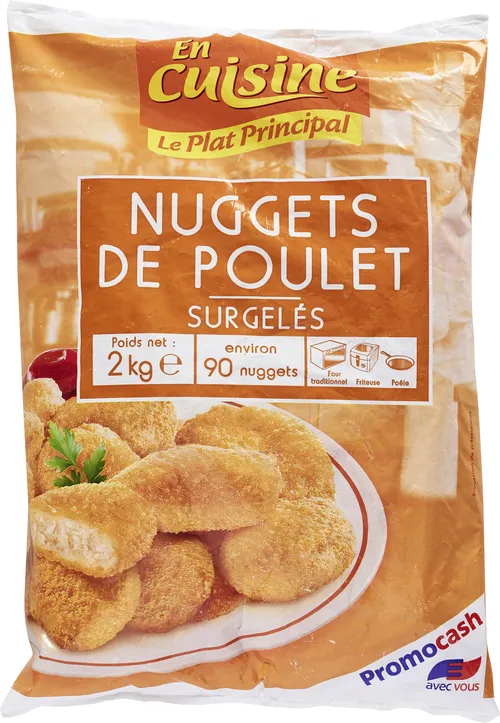 En
Cuisine
Le Plat Principal
NUGGETS
DE POULET
SURGELÉS
Poids net :
2 kg e
environ
90 nuggets
Four
traditionnel
Friteuse
Poêle
Promocash
avec vous